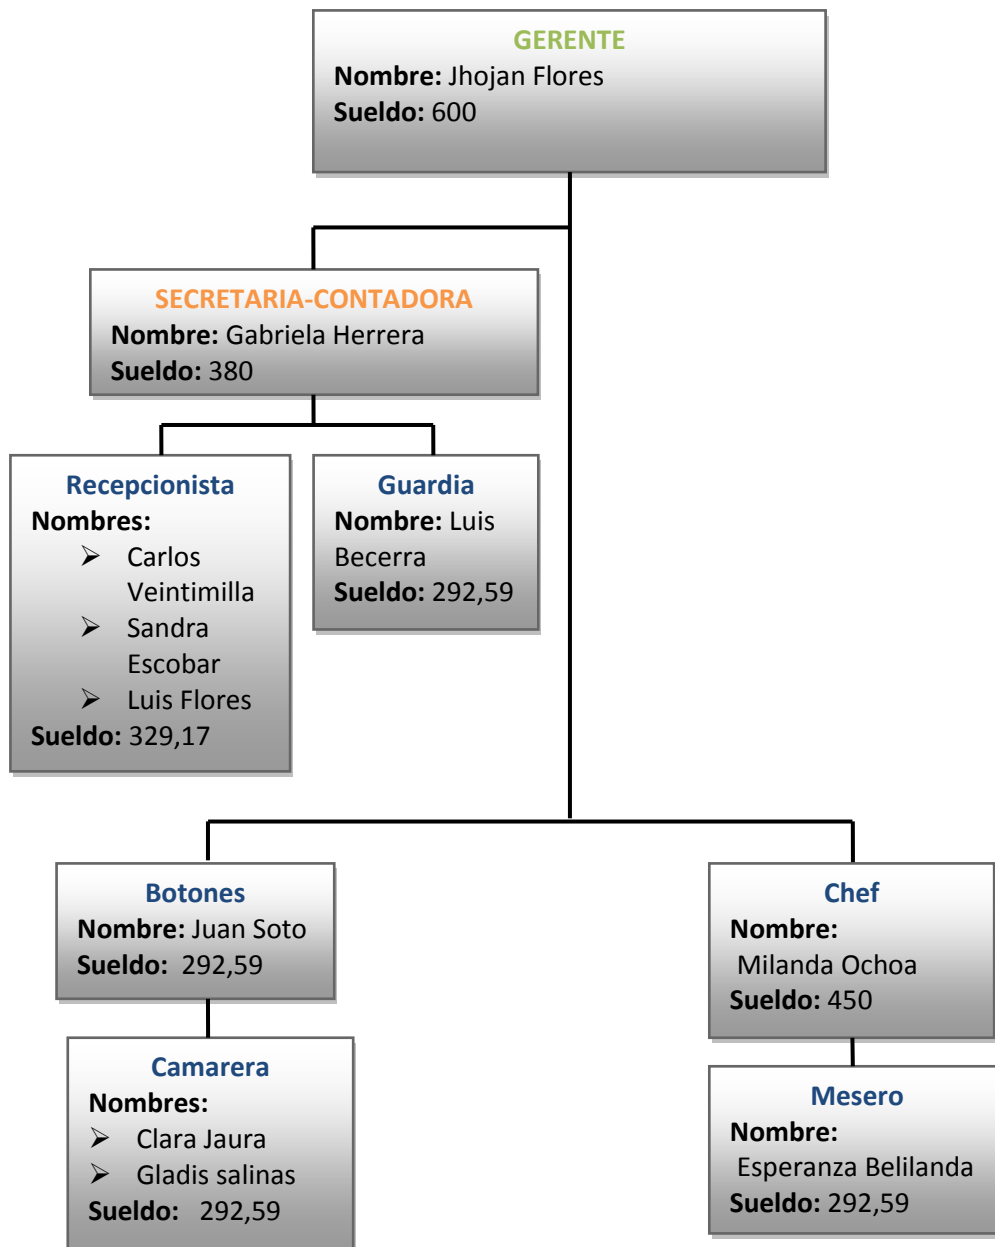 GERENTE
Nombre: Jhojan Flores
Sueldo: 600
SECRETARIA-CONTADORA
Nombre: Gabriela Herrera
Sueldo: 380
Recepcionista
Nombres:
➢ Carlos
Veintimilla
➢ Sandra
Escobar
➢ Luis Flores
Sueldo: 329,17
Guardia
Nombre: Luis
Becerra
Sueldo: 292,59
Botones
Nombre: Juan Soto
Sueldo: 292,59
Camarera
Nombres:
➢ Clara Jaura
➢ Gladis salinas
Sueldo: 292,59
Chef
Nombre:
Milanda Ochoa
Sueldo: 450
Mesero
Nombre:
Esperanza Belilanda
Sueldo: 292,59